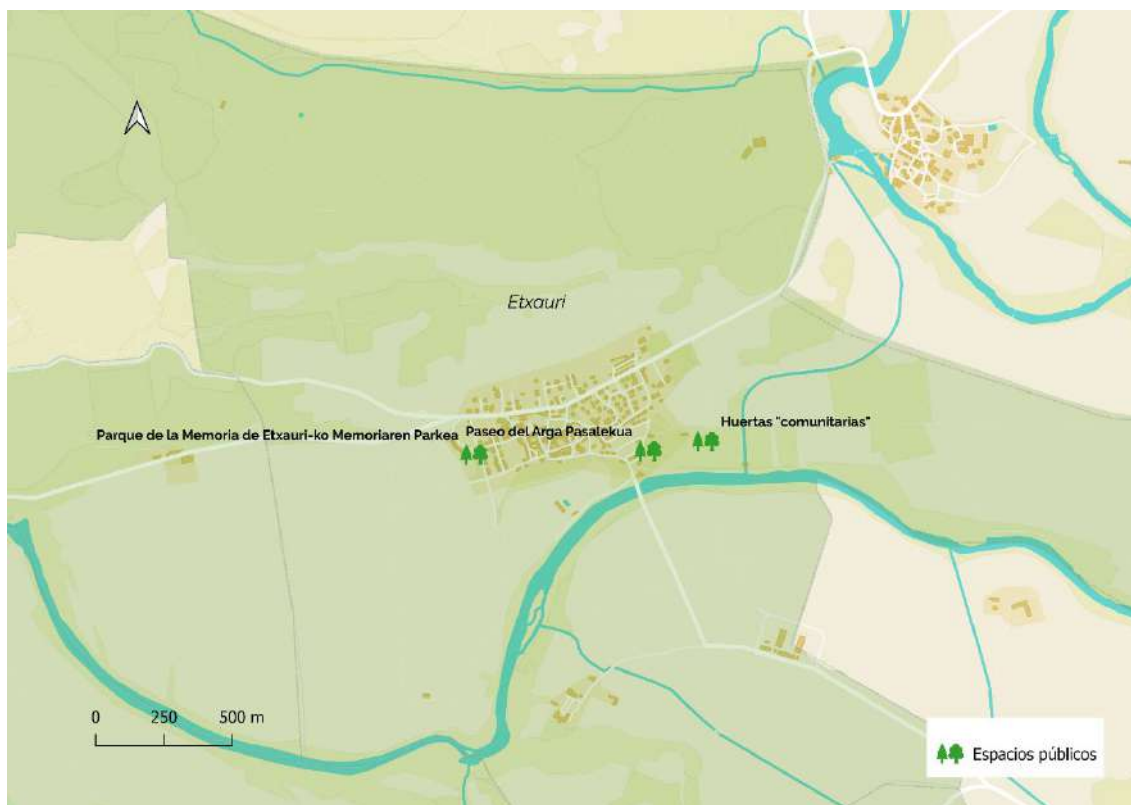 Etxauri
Huertas "comunitarias"
Parque de la Memoria de Etxauri-ko Memoriaren Parkea
Paseo del Arga Pasalekua
0 250 500 m
Espacios públicos